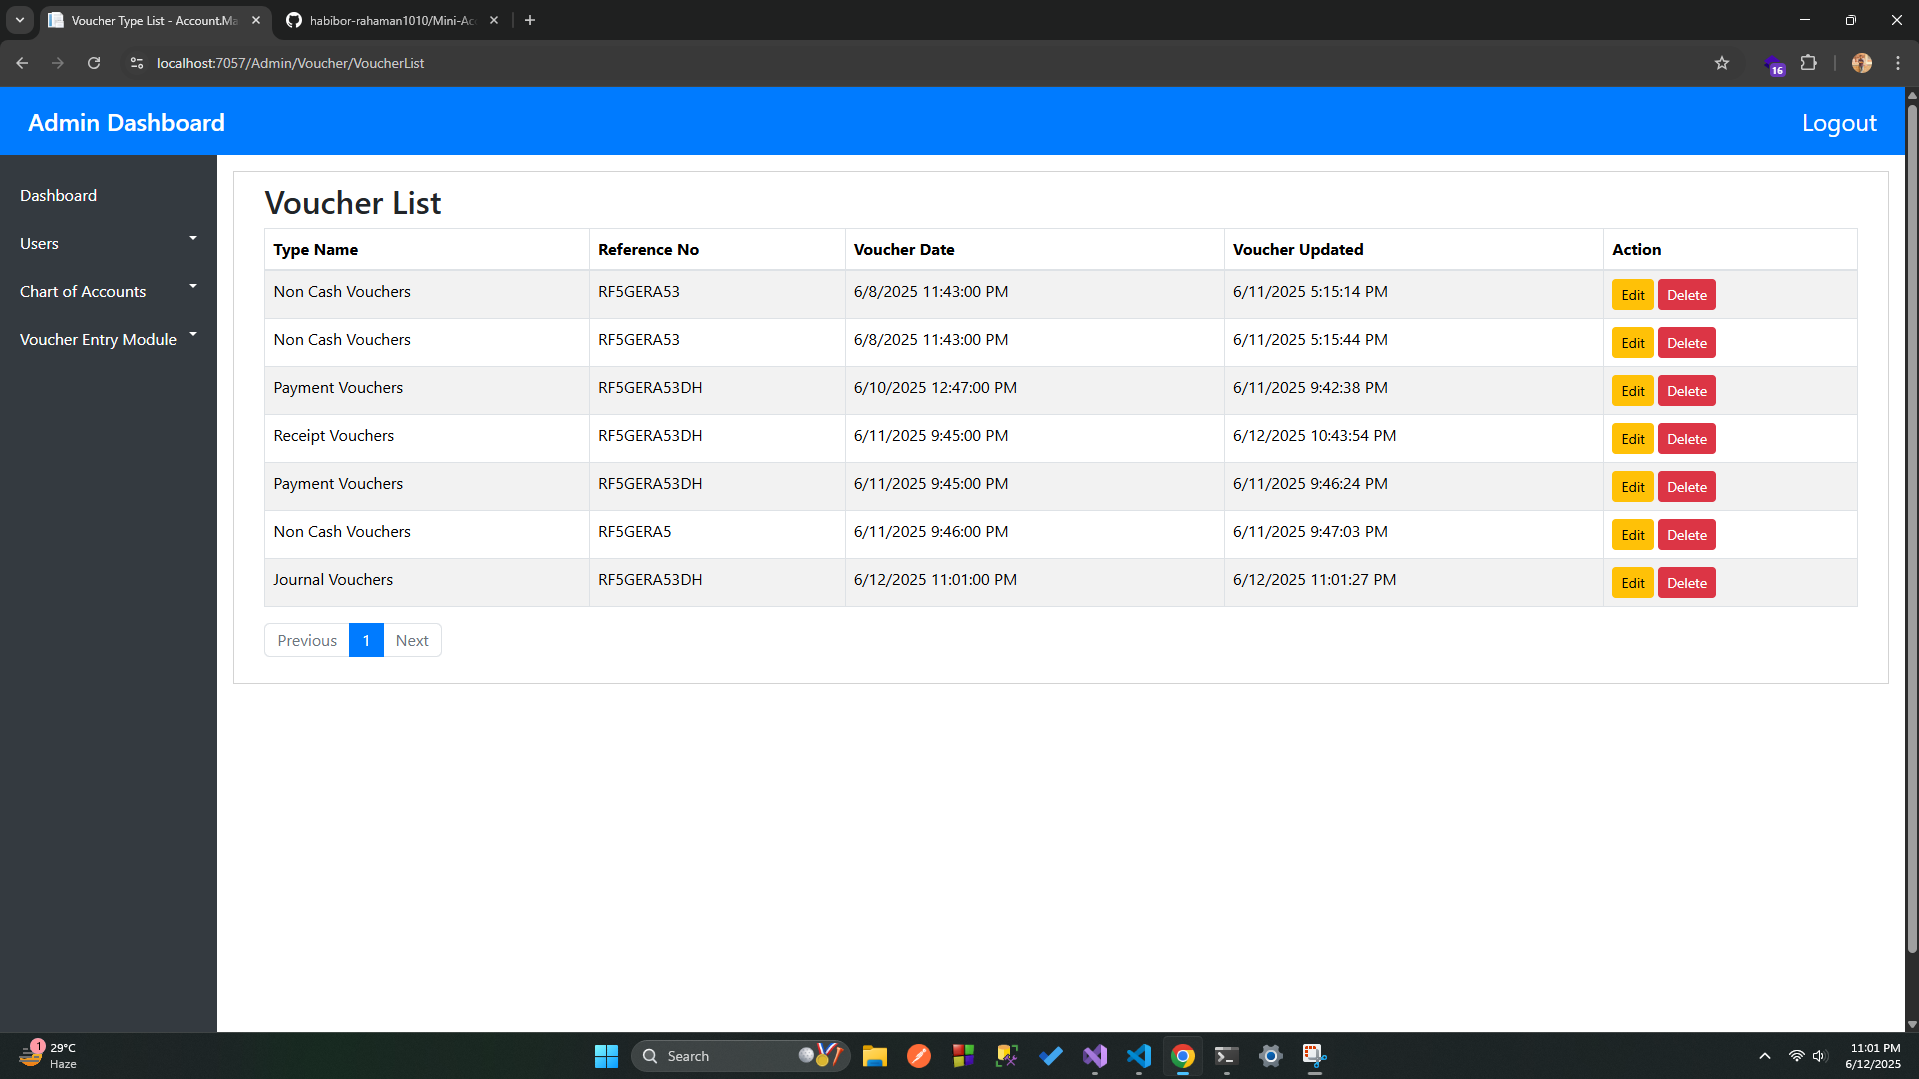 Voucher Type List - Account.Ma
habibor-rahaman1010/Mini-Ac
localhost:7057/Admin/Voucher/VoucherList
16
Admin Dashboard
Logout
Dashboard
Users
Chart of Accounts
Voucher Entry Module
Voucher List
Type Name Reference No Voucher Date Voucher Updated Action
Non Cash Vouchers RF5GERA53 6/8/2025 11:43:00 PM 6/11/2025 5:15:14 PM Edit Delete
Non Cash Vouchers RF5GERA53 6/8/2025 11:43:00 PM 6/11/2025 5:15:44 PM Edit Delete
Payment Vouchers RF5GERA53DH 6/10/2025 12:47:00 PM 6/11/2025 9:42:38 PM Edit Delete
Receipt Vouchers RF5GERA53DH 6/11/2025 9:45:00 PM 6/12/2025 10:43:54 PM Edit Delete
Payment Vouchers RF5GERA53DH 6/11/2025 9:45:00 PM 6/11/2025 9:46:24 PM Edit Delete
Non Cash Vouchers RF5GERA5 6/11/2025 9:46:00 PM 6/11/2025 9:47:03 PM Edit Delete
Journal Vouchers RF5GERA53DH 6/12/2025 11:01:00 PM 6/12/2025 11:01:27 PM Edit Delete
Previous 1 Next
1
29°C
Haze
Search
11:01 PM
6/12/2025